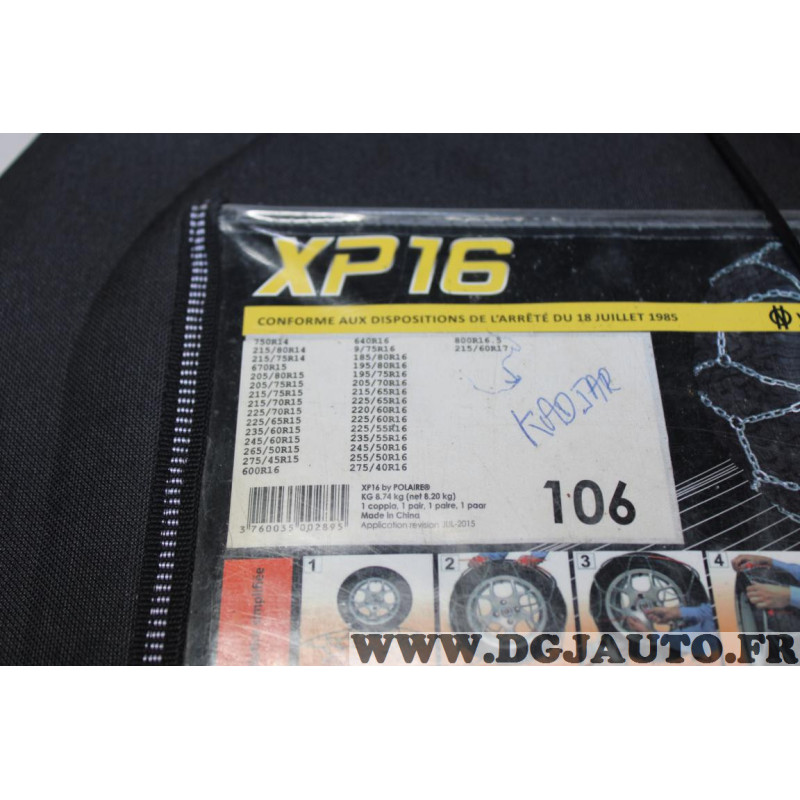 XP16
CONFORME AUX DISPOSITIONS DE L'ARRÊTÉ DU 18 JUILLET 1985
750R14
215/80R14
215/75R14
670R15
205/80R15
205/75R15
215/75R15
215/70R15
225/70R15
225/65R15
235/60R15
245/60R15
265/50R15
275/45R15
600R16
640R16
9/75R16
185/80R16
195/80R16
195/75R16
205/70R16
215/65R16
225/65R16
220/60R16
225/60R16
225/55R16
235/55R16
245/50R16
255/50R16
275/40R16
800R16.5
215/60R17
KADJAR
XP16 by POLAIRE®
KG 8.74 kg (net 8.20 kg)
1 coppia, 1 pair, 1 paire, 1 paar
Made in China
Application revision JUL-2015
3 760035 002895
106
1
2
3
4
WWW.DGJAUTO.FR